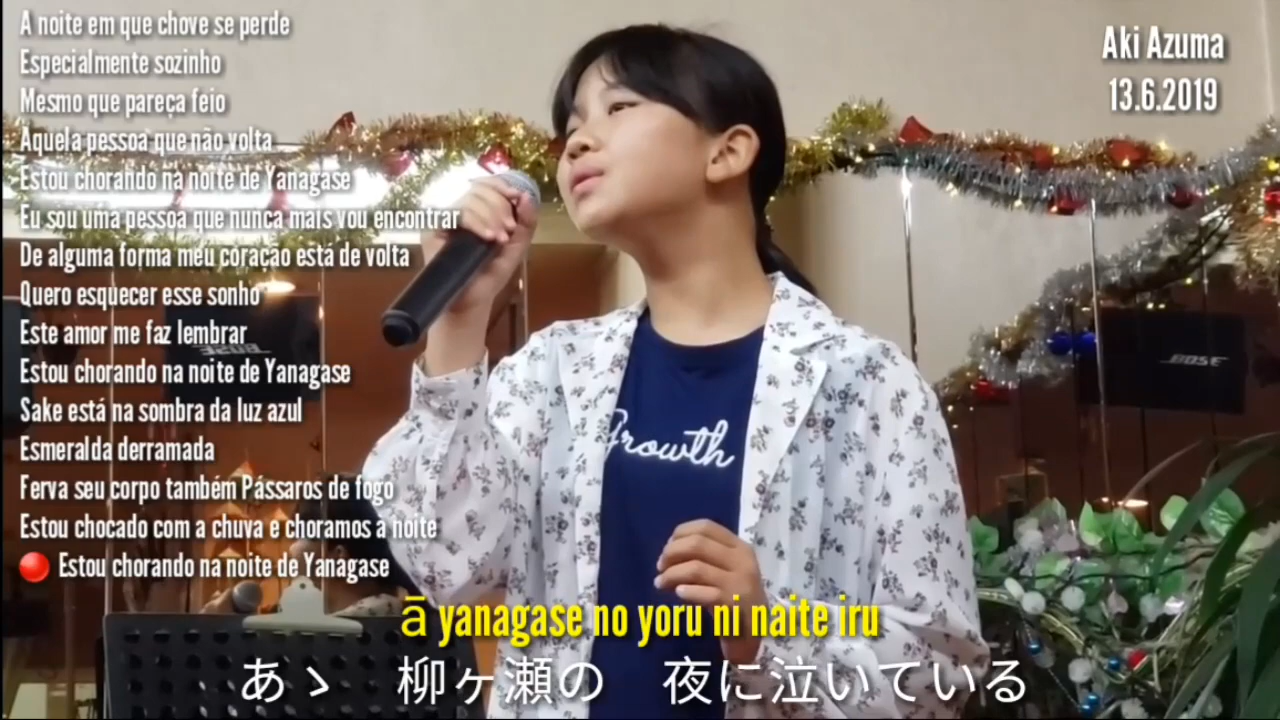 A noite em que chove se perde
Especialmente sozinho
Mesmo que pareça feio
Aquela pessoa que não volta
Estou chorando na noite de Yanagase
Eu sou uma pessoa que nunca mais vou encontrar
De alguma forma meu coração está de volta
Quero esquecer esse sonho
Este amor me faz lembrar
Estou chorando na noite de Yanagase
Sake está na sombra da luz azul
Esmeralda derramada
Ferva seu corpo também Pássaros de fogo
Estou chocado com a chuva e choramos a noite
Estou chorando na noite de Yanagase
Aki Azuma
13.6.2019
BOSE
BOSE
Growth
ā yanagase no yoru ni naite iru
あゝ 柳ヶ瀬の 夜に泣いている